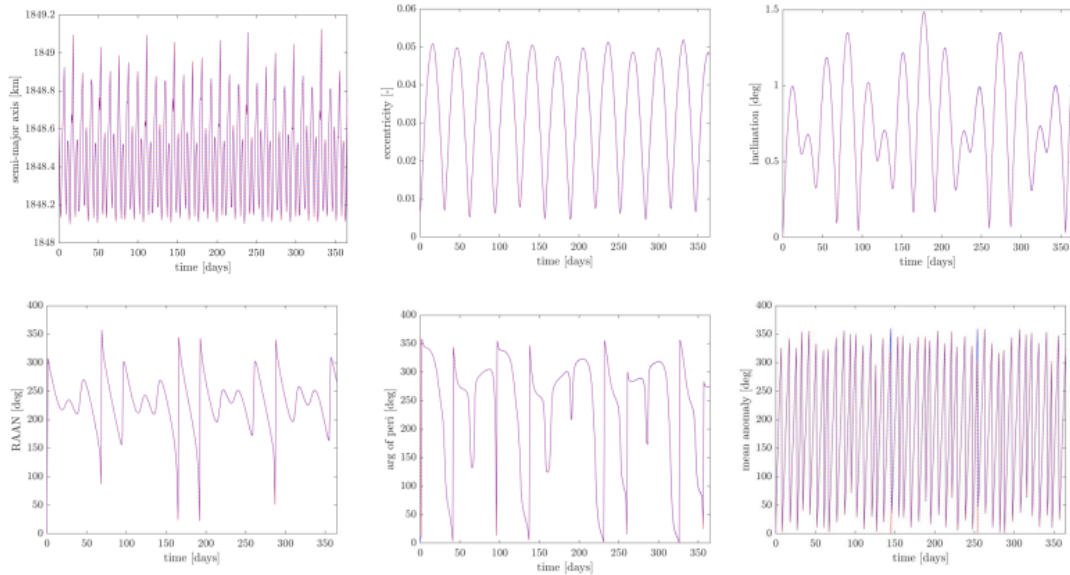 1849.2
1849
1848.8
1848.6
1848.4
1848.2
1848
semi-major axis [km]
0 50 100 150 200 250 300 350
time [days]
0.06
0.05
0.04
0.03
0.02
0.01
0
eccentricity [-]
0 50 100 150 200 250 300 350
time [days]
1.5
1
0.5
0
inclination [deg]
0 50 100 150 200 250 300 350
time [days]
400
350
300
250
200
150
100
50
0
RAAN [deg]
0 50 100 150 200 250 300 350
time [days]
400
350
300
250
200
150
100
50
0
arg of peri [deg]
0 50 100 150 200 250 300 350
time [days]
400
350
300
250
200
150
100
50
0
mean anomaly [deg]
0 50 100 150 200 250 300 350
time [days]